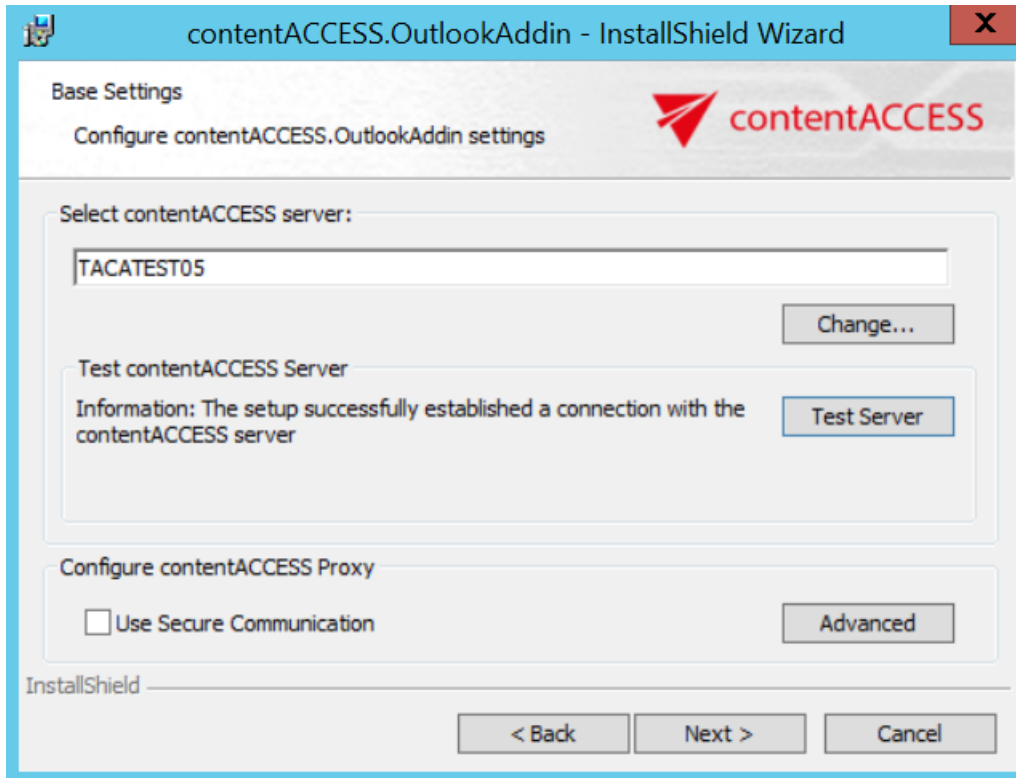 contentACCESS.OutlookAddin - InstallShield Wizard
X
Base Settings
Configure contentACCESS.OutlookAddin settings
contentACCESS
Select contentACCESS server:
TACATEST05
Change...
Test contentACCESS Server
Information: The setup successfully established a connection with the
contentACCESS server
Test Server
Configure contentACCESS Proxy
Use Secure Communication
Advanced
InstallShield
< Back
Next >
Cancel